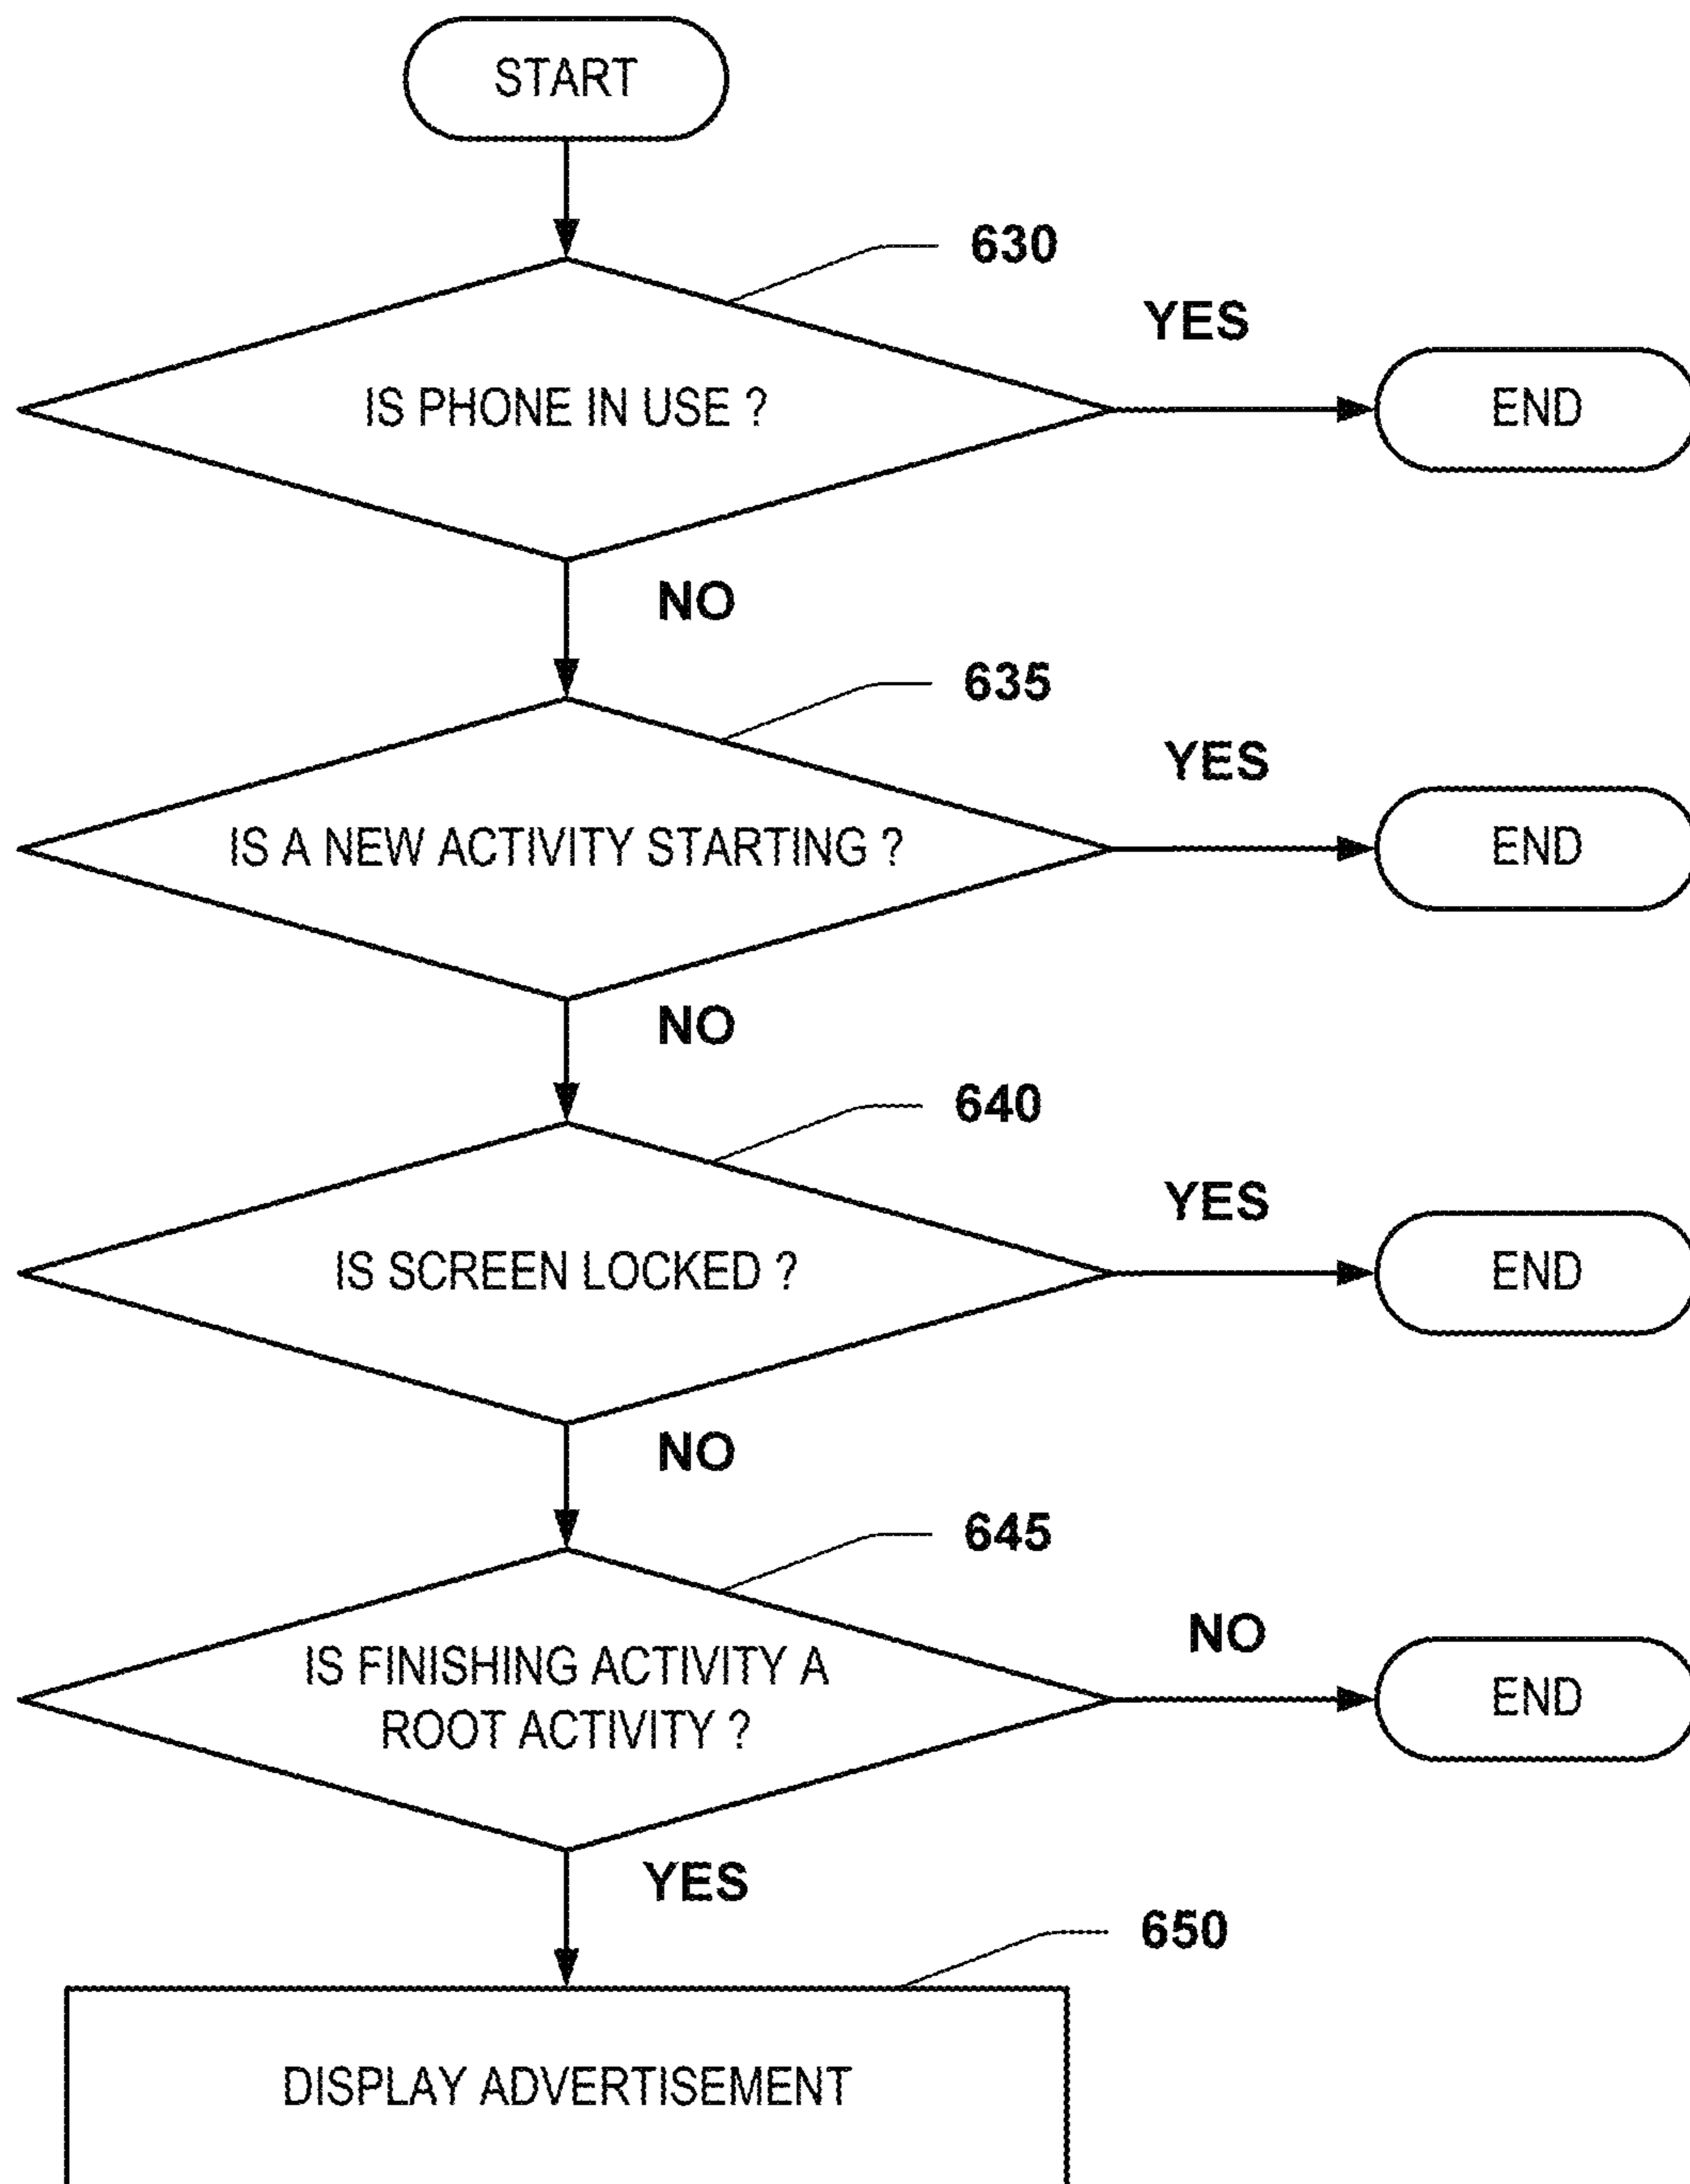 START
630
YES
IS PHONE IN USE ?
END
NO
635
YES
IS A NEW ACTIVITY STARTING ?
END
NO
640
YES
IS SCREEN LOCKED ?
END
NO
645
NO
IS FINISHING ACTIVITY A
ROOT ACTIVITY ?
END
YES
650
DISPLAY ADVERTISEMENT